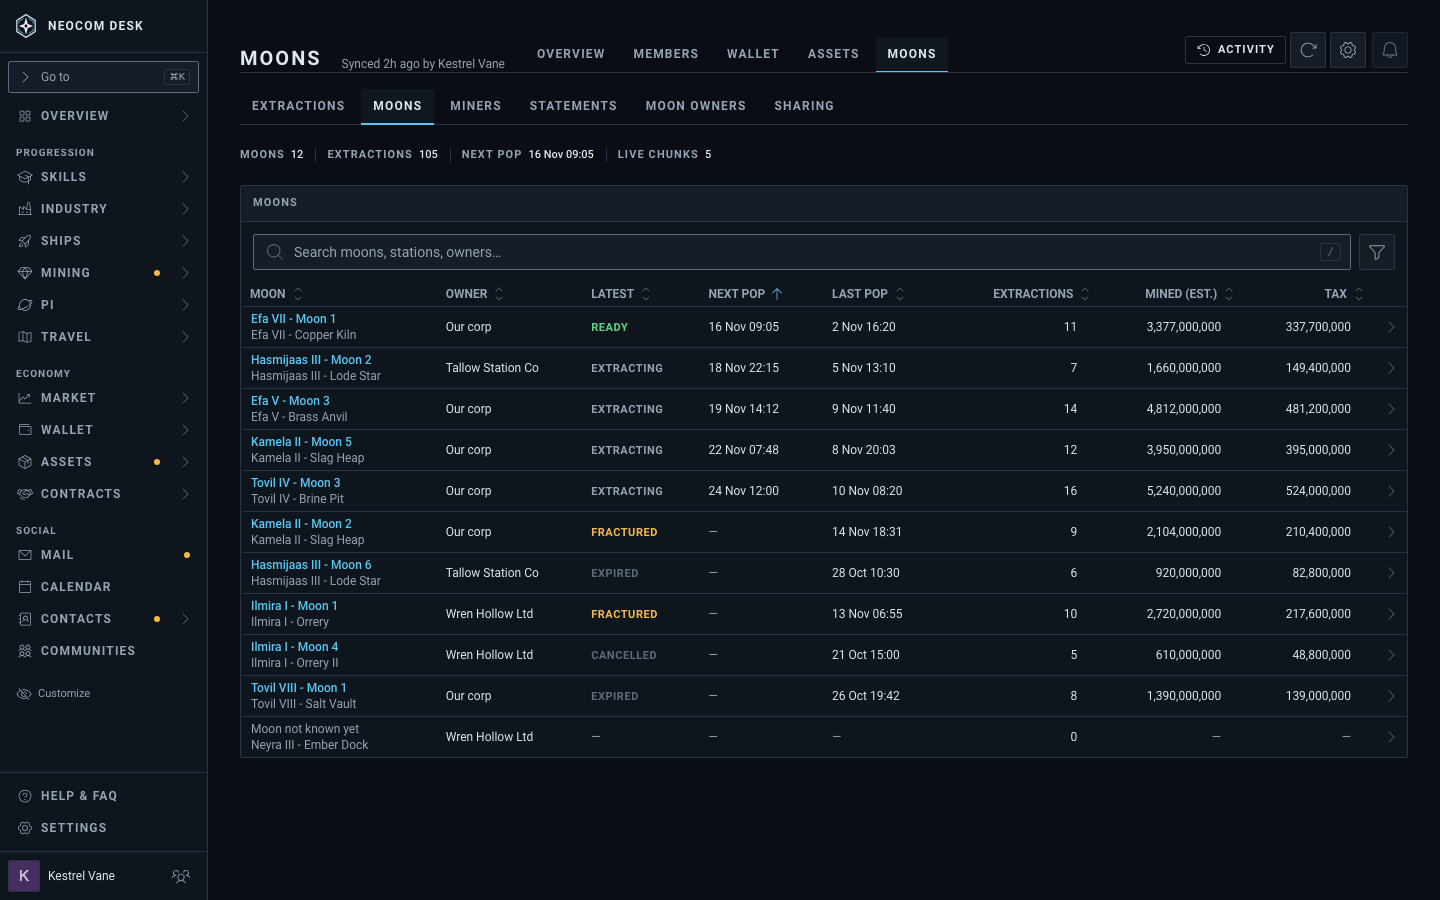 NEOCOM DESK
Go to
⌘K
OVERVIEW
PROGRESSION
SKILLS
INDUSTRY
SHIPS
MINING
PI
TRAVEL
ECONOMY
MARKET
WALLET
ASSETS
CONTRACTS
SOCIAL
MAIL
CALENDAR
CONTACTS
COMMUNITIES
Customize
HELP & FAQ
SETTINGS
K
Kestrel Vane
MOONS
Synced 2h ago by Kestrel Vane
OVERVIEW MEMBERS WALLET ASSETS MOONS
ACTIVITY
EXTRACTIONS MOONS MINERS STATEMENTS MOON OWNERS SHARING
MOONS 12 EXTRACTIONS 105 NEXT POP 16 Nov 09:05 LIVE CHUNKS 5
MOONS
Search moons, stations, owners... /
MOON OWNER LATEST NEXT POP LAST POP EXTRACTIONS MINED (EST.) TAX
Efa VII - Moon 1
Efa VII - Copper Kiln
Our corp READY 16 Nov 09:05 2 Nov 16:20 11 3,377,000,000 337,700,000
Hasmijaas III - Moon 2
Hasmijaas III - Lode Star
Tallow Station Co EXTRACTING 18 Nov 22:15 5 Nov 13:10 7 1,660,000,000 149,400,000
Efa V - Moon 3
Efa V - Brass Anvil
Our corp EXTRACTING 19 Nov 14:12 9 Nov 11:40 14 4,812,000,000 481,200,000
Kamela II - Moon 5
Kamela II - Slag Heap
Our corp EXTRACTING 22 Nov 07:48 8 Nov 20:03 12 3,950,000,000 395,000,000
Tovil IV - Moon 3
Tovil IV - Brine Pit
Our corp EXTRACTING 24 Nov 12:00 10 Nov 08:20 16 5,240,000,000 524,000,000
Kamela II - Moon 2
Kamela II - Slag Heap
Our corp FRACTURED — 14 Nov 18:31 9 2,104,000,000 210,400,000
Hasmijaas III - Moon 6
Hasmijaas III - Lode Star
Tallow Station Co EXPIRED — 28 Oct 10:30 6 920,000,000 82,800,000
Ilmira I - Moon 1
Ilmira I - Orrery
Wren Hollow Ltd FRACTURED — 13 Nov 06:55 10 2,720,000,000 217,600,000
Ilmira I - Moon 4
Ilmira I - Orrery II
Wren Hollow Ltd CANCELLED — 21 Oct 15:00 5 610,000,000 48,800,000
Tovil VIII - Moon 1
Tovil VIII - Salt Vault
Our corp EXPIRED — 26 Oct 19:42 8 1,390,000,000 139,000,000
Moon not known yet
Neyra III - Ember Dock
Wren Hollow Ltd — — — 0 — —